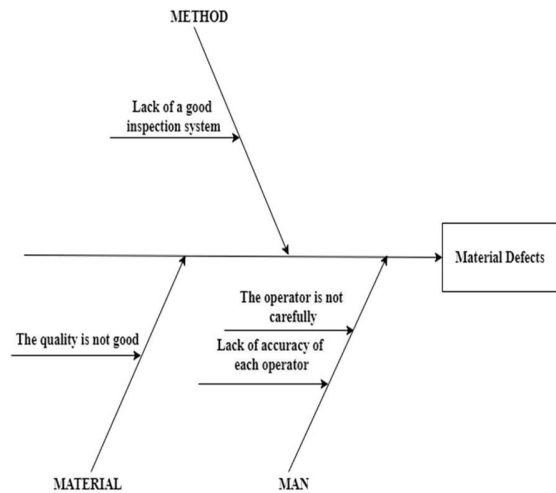 METHOD
Lack of a good
inspection system
Material Defects
The operator is not
carefully
The quality is not good
Lack of accuracy of
each operator
MATERIAL
MAN